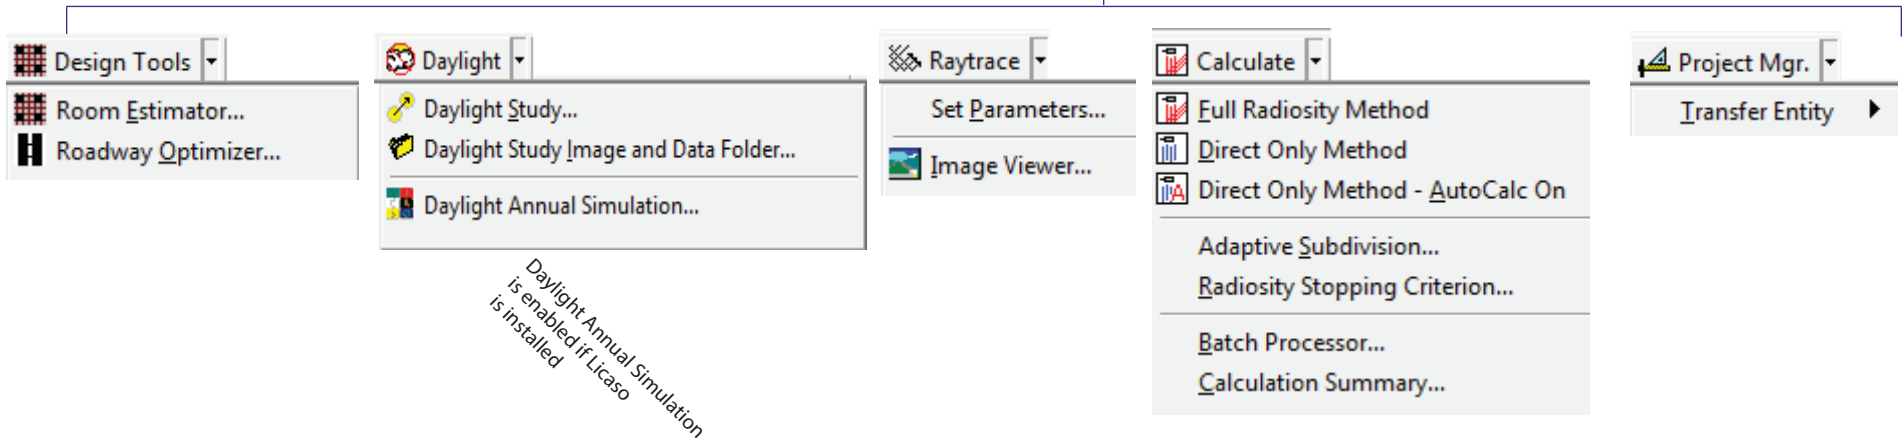 Design Tools
Room Estimator...
Roadway Optimizer...
Daylight
Daylight Study...
Daylight Study Image and Data Folder...
Daylight Annual Simulation...
Daylight Annual Simulation
is enabled if Licaso
is installed
Raytrace
Set Parameters...
Image Viewer...
Calculate
Full Radiosity Method
Direct Only Method
Direct Only Method - AutoCalc On
Adaptive Subdivision...
Radiosity Stopping Criterion...
Batch Processor...
Calculation Summary...
Project Mgr.
Transfer Entity